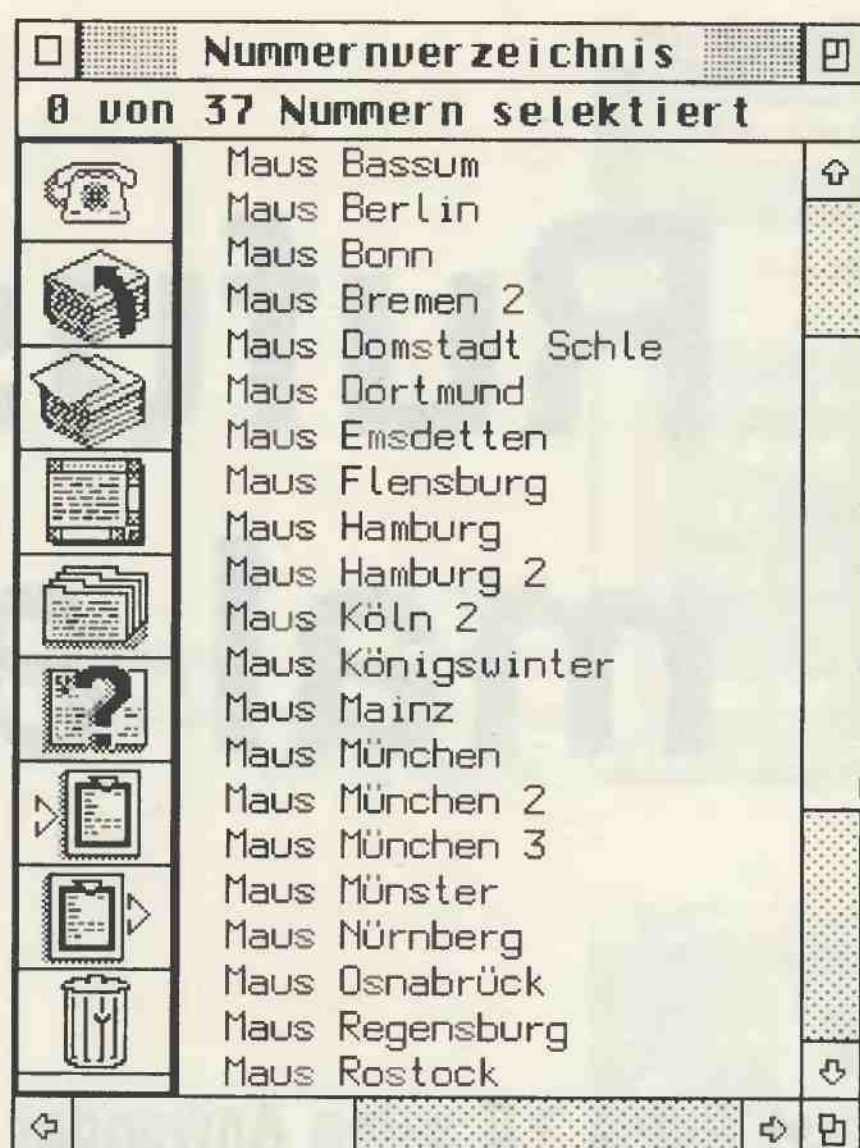 Nummernverzeichnis
0 von 37 Nummern selektiert
Maus Bassum
Maus Berlin
Maus Bonn
Maus Bremen 2
Maus Domstadt Schle
Maus Dortmund
Maus Emsdetten
Maus Flensburg
Maus Hamburg
Maus Hamburg 2
Maus Köln 2
Maus Königswinter
Maus Mainz
Maus München
Maus München 2
Maus München 3
Maus Münster
Maus Nürnberg
Maus Osnabrück
Maus Regensburg
Maus Rostock